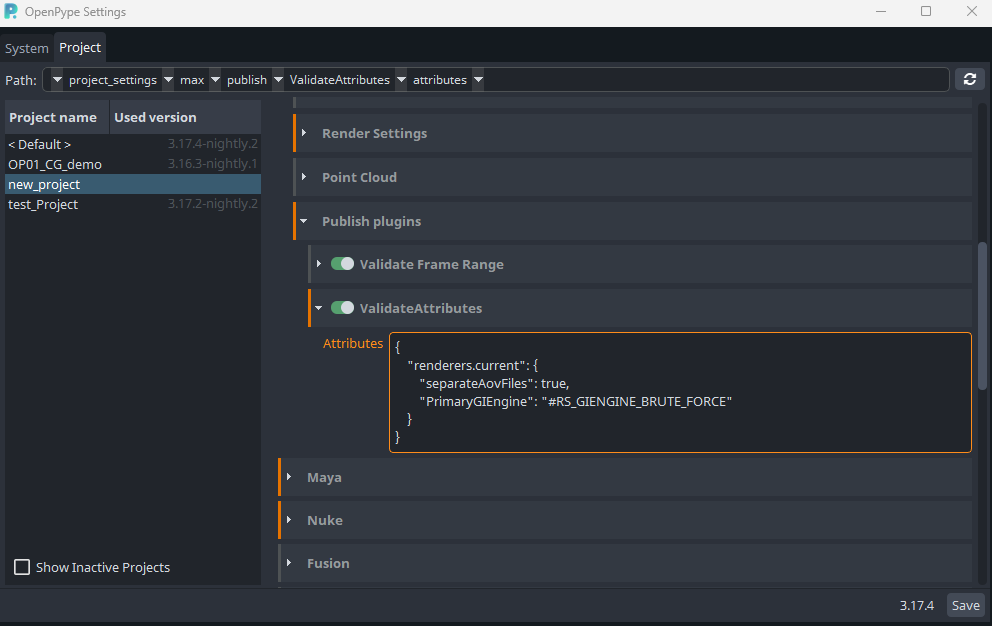 OpenPype Settings
System Project
Path: project_settings max publish ValidateAttributes attributes
Project name Used version
< Default > 3.17.4-nightly.2
OP01_CG_demo 3.16.3-nightly.1
new_project
test_Project 3.17.2-nightly.2
Show Inactive Projects
Render Settings
Point Cloud
Publish plugins
Validate Frame Range
ValidateAttributes
Attributes
{
"renderers.current": {
"separateAovFiles": true,
"PrimaryGIEngine": "#RS_GIENGINE_BRUTE_FORCE"
}
}
Maya
Nuke
Fusion
3.17.4 Save